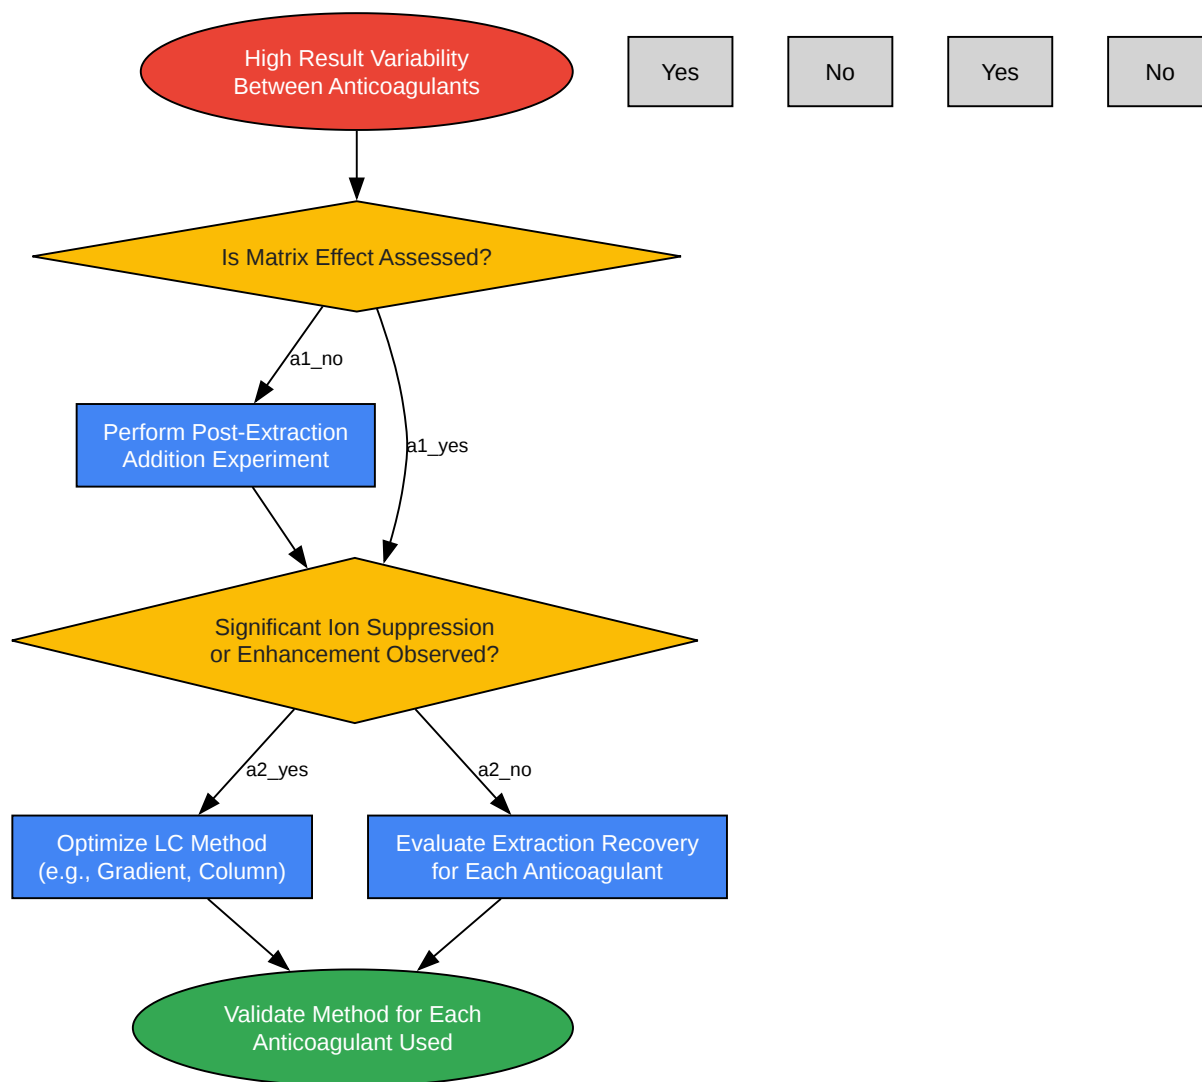 High Result Variability
Between Anticoagulants
Yes
No
Yes
No
Is Matrix Effect Assessed?
a1_no
Perform Post-Extraction
Addition Experiment
a1_yes
Significant Ion Suppression
or Enhancement Observed?
a2_yes
a2_no
Optimize LC Method
(e.g., Gradient, Column)
Evaluate Extraction Recovery
for Each Anticoagulant
Validate Method for Each
Anticoagulant Used